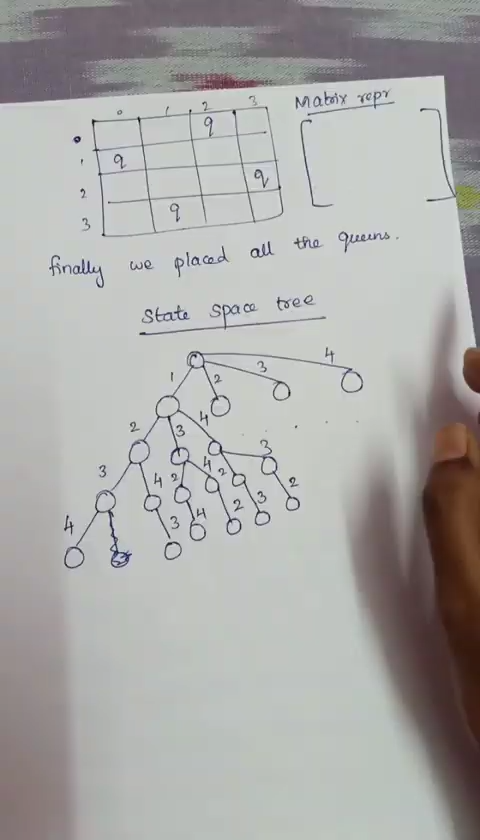 0 1 2 3 Matrix repr
0 q
1 q
2 q
3 q
finally we placed all the queens.
State space tree
1 2 3 4
2 3 4
3 4 2 4 2 3
4 3 4 2 3 2